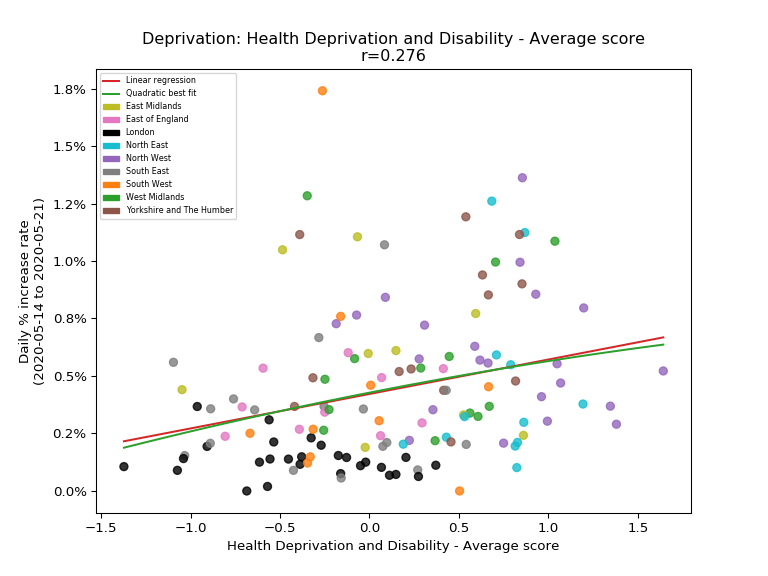 Deprivation: Health Deprivation and Disability - Average score
r=0.276
Linear regression
Quadratic best fit
East Midlands
East of England
London
North East
North West
South East
South West
West Midlands
Yorkshire and The Humber
1.8%
1.5%
1.2%
1.0%
0.8%
0.5%
0.2%
0.0%
Daily % increase rate
(2020-05-14 to 2020-05-21)
−1.5 −1.0 −0.5 0.0 0.5 1.0 1.5
Health Deprivation and Disability - Average score